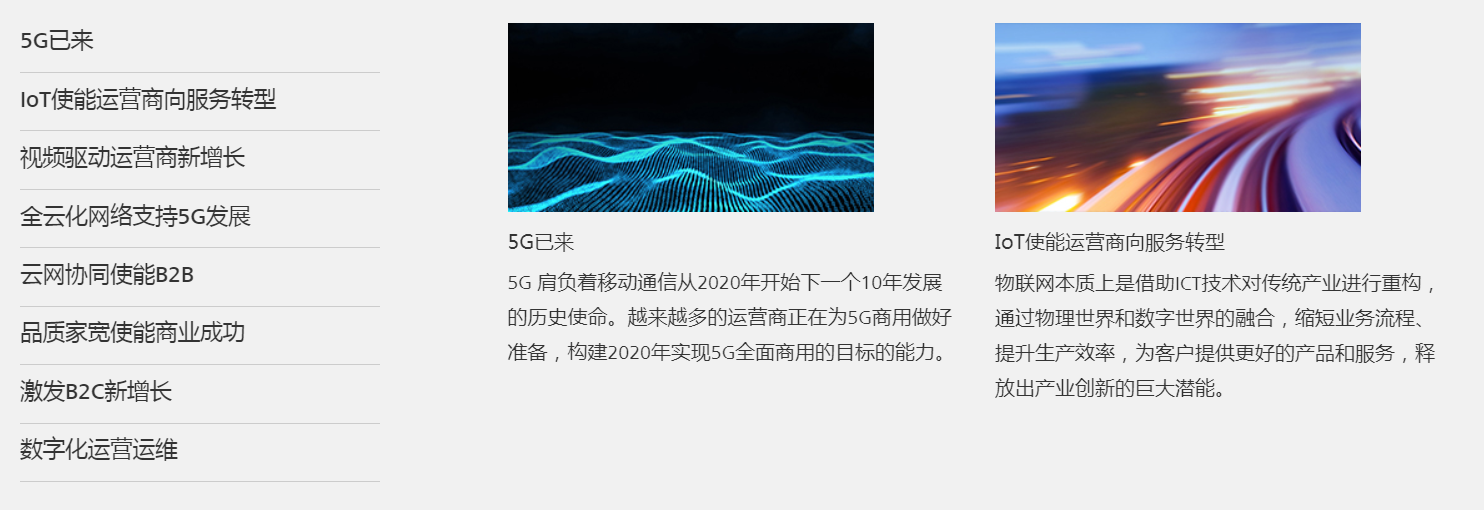 5G已来
IoT使能运营商向服务转型
视频驱动运营商新增长
全云化网络支持5G发展
云网协同使能B2B
品质家宽使能商业成功
激发B2C新增长
数字化运营运维
5G已来
5G 肩负着移动通信从2020年开始下一个10年发展
的历史使命。越来越多的运营商正在为5G商用做好
准备，构建2020年实现5G全面商用的目标的能力。
IoT使能运营商向服务转型
物联网本质上是借助ICT技术对传统产业进行重构，
通过物理世界和数字世界的融合，缩短业务流程、
提升生产效率，为客户提供更好的产品和服务，释
放出产业创新的巨大潜能。